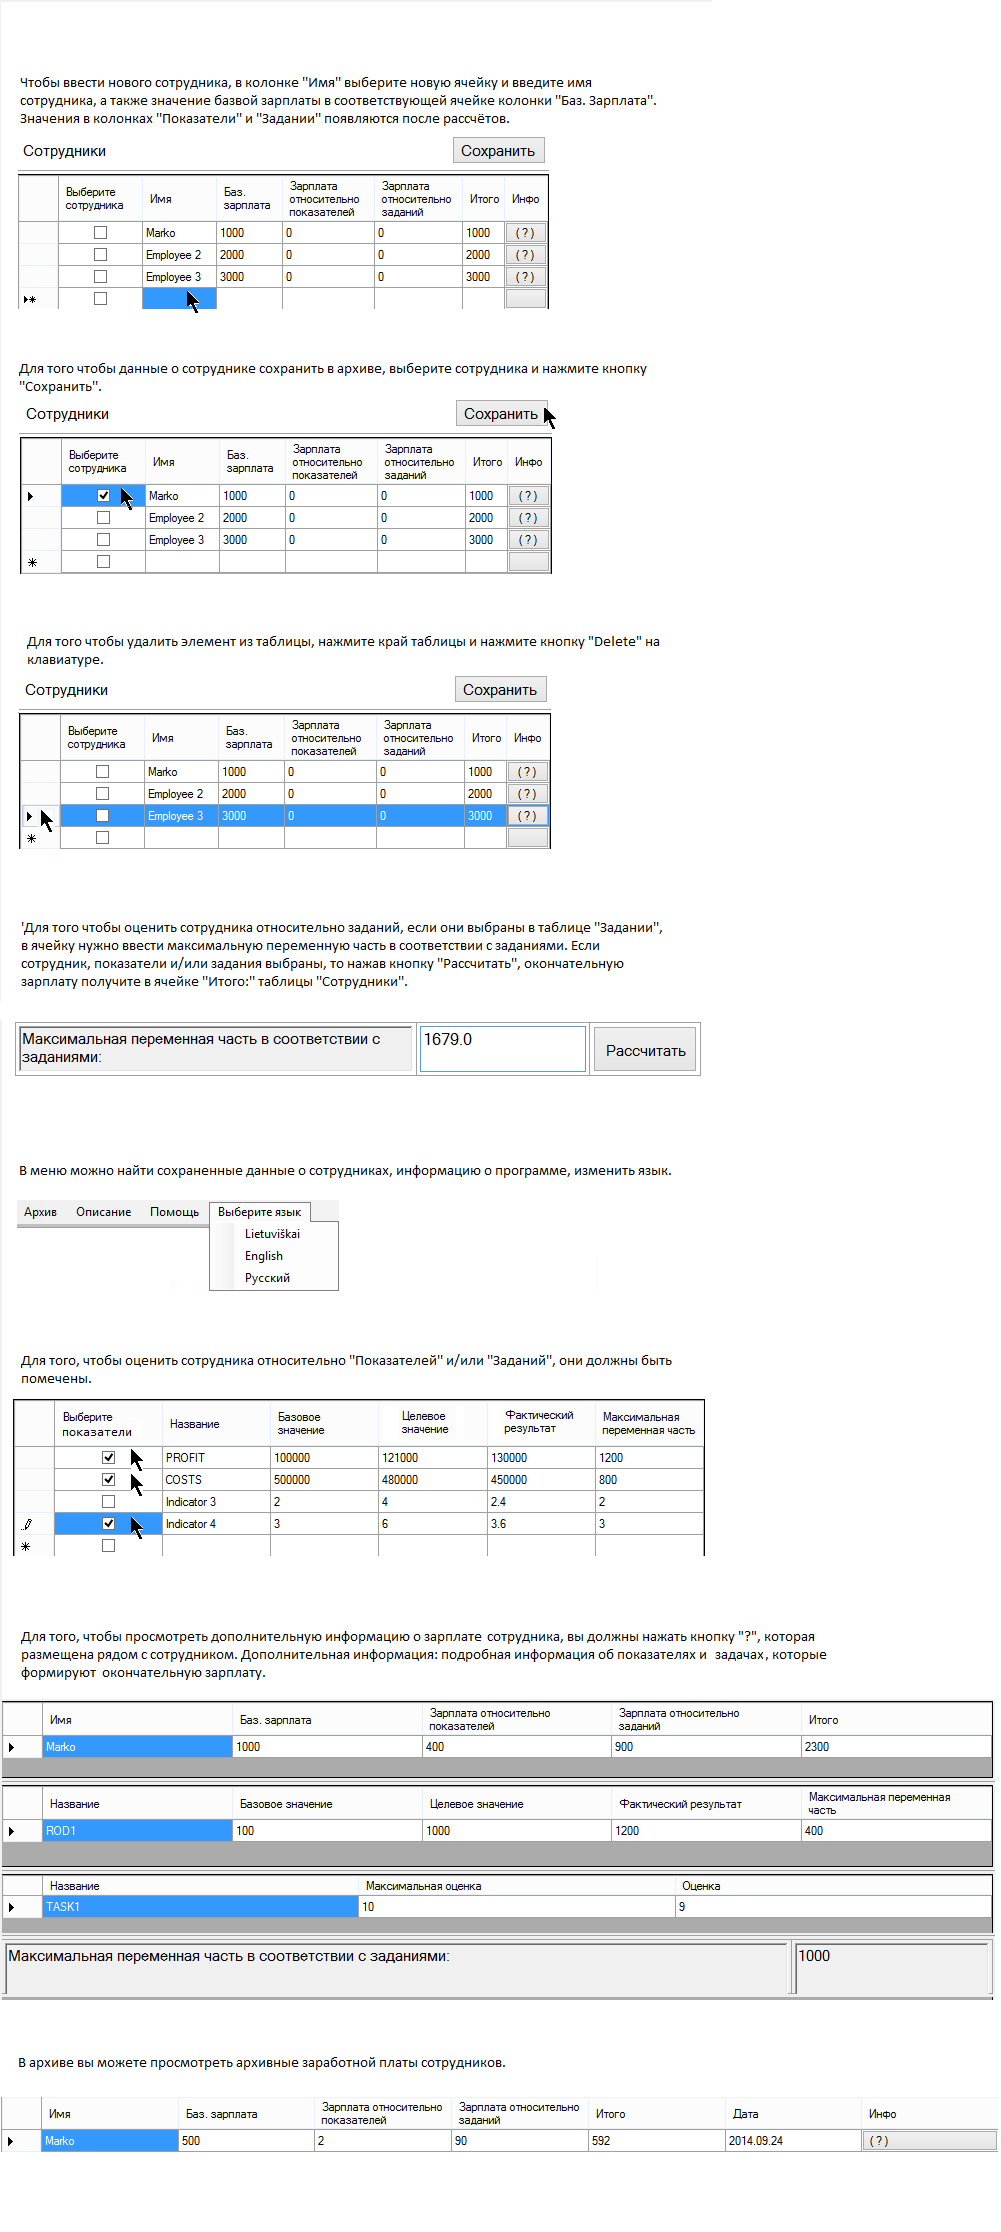 Чтобы ввести нового сотрудника, в колонке "Имя" выберите новую ячейку и введите имя
сотрудника, а также значение базвой зарплаты в соответствующей ячейке колонки "Баз. Зарплата".
Значения в колонках "Показатели" и "Задании" появляются после рассчётов.
Сотрудники Сохранить
Выберите сотрудника Имя Баз. зарплата Зарплата относительно показателей Зарплата относительно заданий Итого Инфо
Marko 1000 0 0 1000 ( ? )
Employee 2 2000 0 0 2000 ( ? )
Employee 3 3000 0 0 3000 ( ? )
Для того чтобы данные о сотруднике сохранить в архиве, выберите сотрудника и нажмите кнопку
"Сохранить".
Сотрудники Сохранить
Выберите сотрудника Имя Баз. зарплата Зарплата относительно показателей Зарплата относительно заданий Итого Инфо
Marko 1000 0 0 1000 ( ? )
Employee 2 2000 0 0 2000 ( ? )
Employee 3 3000 0 0 3000 ( ? )
Для того чтобы удалить элемент из таблицы, нажмите край таблицы и нажмите кнопку "Delete" на
клавиатуре.
Сотрудники Сохранить
Выберите сотрудника Имя Баз. зарплата Зарплата относительно показателей Зарплата относительно заданий Итого Инфо
Marko 1000 0 0 1000 ( ? )
Employee 2 2000 0 0 2000 ( ? )
Employee 3 3000 0 0 3000 ( ? )
'Для того чтобы оценить сотрудника относительно заданий, если они выбраны в таблице "Задании",
в ячейку нужно ввести максимальную переменную часть в соответствии с заданиями. Если
сотрудник, показатели и/или задания выбраны, то нажав кнопку "Рассчитать", окончательную
зарплату получите в ячейке "Итого:" таблицы "Сотрудники".
Максимальная переменная часть в соответствии с
заданиями:
1679.0
Рассчитать
В меню можно найти сохраненные данные о сотрудниках, информацию о программе, изменить язык.
Архив Описание Помощь Выберите язык
Lietuviškai
English
Русский
Для того, чтобы оценить сотрудника относительно "Показателей" и/или "Заданий", они должны быть
помечены.
Выберите показатели Название Базовое значение Целевое значение Фактический результат Максимальная переменная часть
PROFIT 100000 121000 130000 1200
COSTS 500000 480000 450000 800
Indicator 3 2 4 2.4 2
Indicator 4 3 6 3.6 3
Для того, чтобы просмотреть дополнительную информацию о зарплате сотрудника, вы должны нажать кнопку "?", которая
размещена рядом с сотрудником. Дополнительная информация: подробная информация об показателях и задачах, которые
формируют окончательную зарплату.
Имя Баз. зарплата Зарплата относительно показателей Зарплата относительно заданий Итого
Marko 1000 400 900 2300
Название Базовое значение Целевое значение Фактический результат Максимальная переменная часть
ROD1 100 1000 1200 400
Название Максимальная оценка Оценка
TASK1 10 9
Максимальная переменная часть в соответствии с заданиями: 1000
В архиве вы можете просмотреть архивные заработной платы сотрудников.
Имя Баз. зарплата Зарплата относительно показателей Зарплата относительно заданий Итого Дата Инфо
Marko 500 2 90 592 2014.09.24 ( ? )